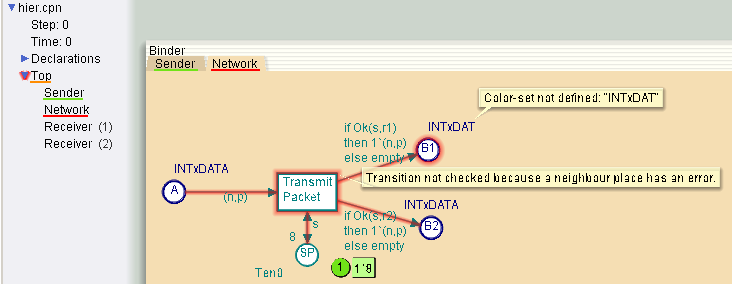 hier.cpn
Step: 0
Time: 0
Declarations
Top
Sender
Network
Receiver (1)
Receiver (2)
Binder
Sender
Network
Color-set not defined: "INTxDAT"
if Ok(s,r1)
then 1`(n,p)
else empty
INTxDAT
B1
INTxDATA
A
(n,p)
Transmit
Packet
Transition not checked because a neighbour place has an error.
INTxDATA
B2
if Ok(s,r2)
then 1`(n,p)
else empty
s
8
SP
Ten0
1
1`8